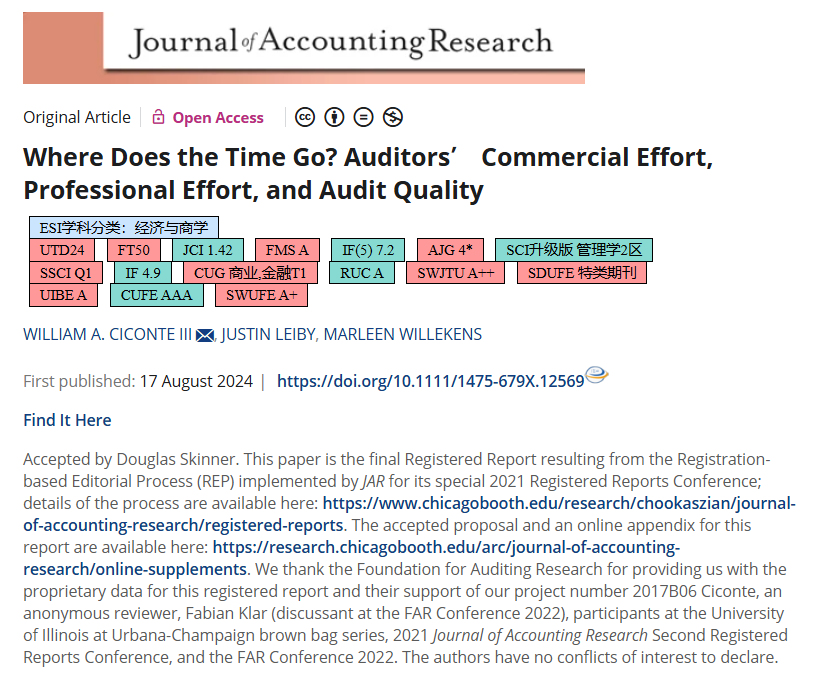 Journal of Accounting Research
Original Article Open Access
Where Does the Time Go? Auditors’ Commercial Effort,
Professional Effort, and Audit Quality
ESI学科分类：经济与商学
UTD24 FT50 JCI 1.42 FMS A IF(5) 7.2 AJG 4* SCI升级版 管理学2区
SSCI Q1 IF 4.9 CUG 商业,金融T1 RUC A SWJTU A++ SDUFE 特类期刊
UIBE A CUFE AAA SWUFE A+
WILLIAM A. CICONTE III, JUSTIN LEIBY, MARLEEN WILLEKENS
First published: 17 August 2024 | https://doi.org/10.1111/1475-679X.12569
Find It Here
Accepted by Douglas Skinner. This paper is the final Registered Report resulting from the Registration-
based Editorial Process (REP) implemented by JAR for its special 2021 Registered Reports Conference;
details of the process are available here: https://www.chicagobooth.edu/research/chookaszian/journal-
of-accounting-research/registered-reports. The accepted proposal and an online appendix for this
report are available here: https://research.chicagobooth.edu/arc/journal-of-accounting-
research/online-supplements. We thank the Foundation for Auditing Research for providing us with the
proprietary data for this registered report and their support of our project number 2017B06 Ciconte, an
anonymous reviewer, Fabian Klar (discussant at the FAR Conference 2022), participants at the University
of Illinois at Urbana-Champaign brown bag series, 2021 Journal of Accounting Research Second Registered
Reports Conference, and the FAR Conference 2022. The authors have no conflicts of interest to declare.